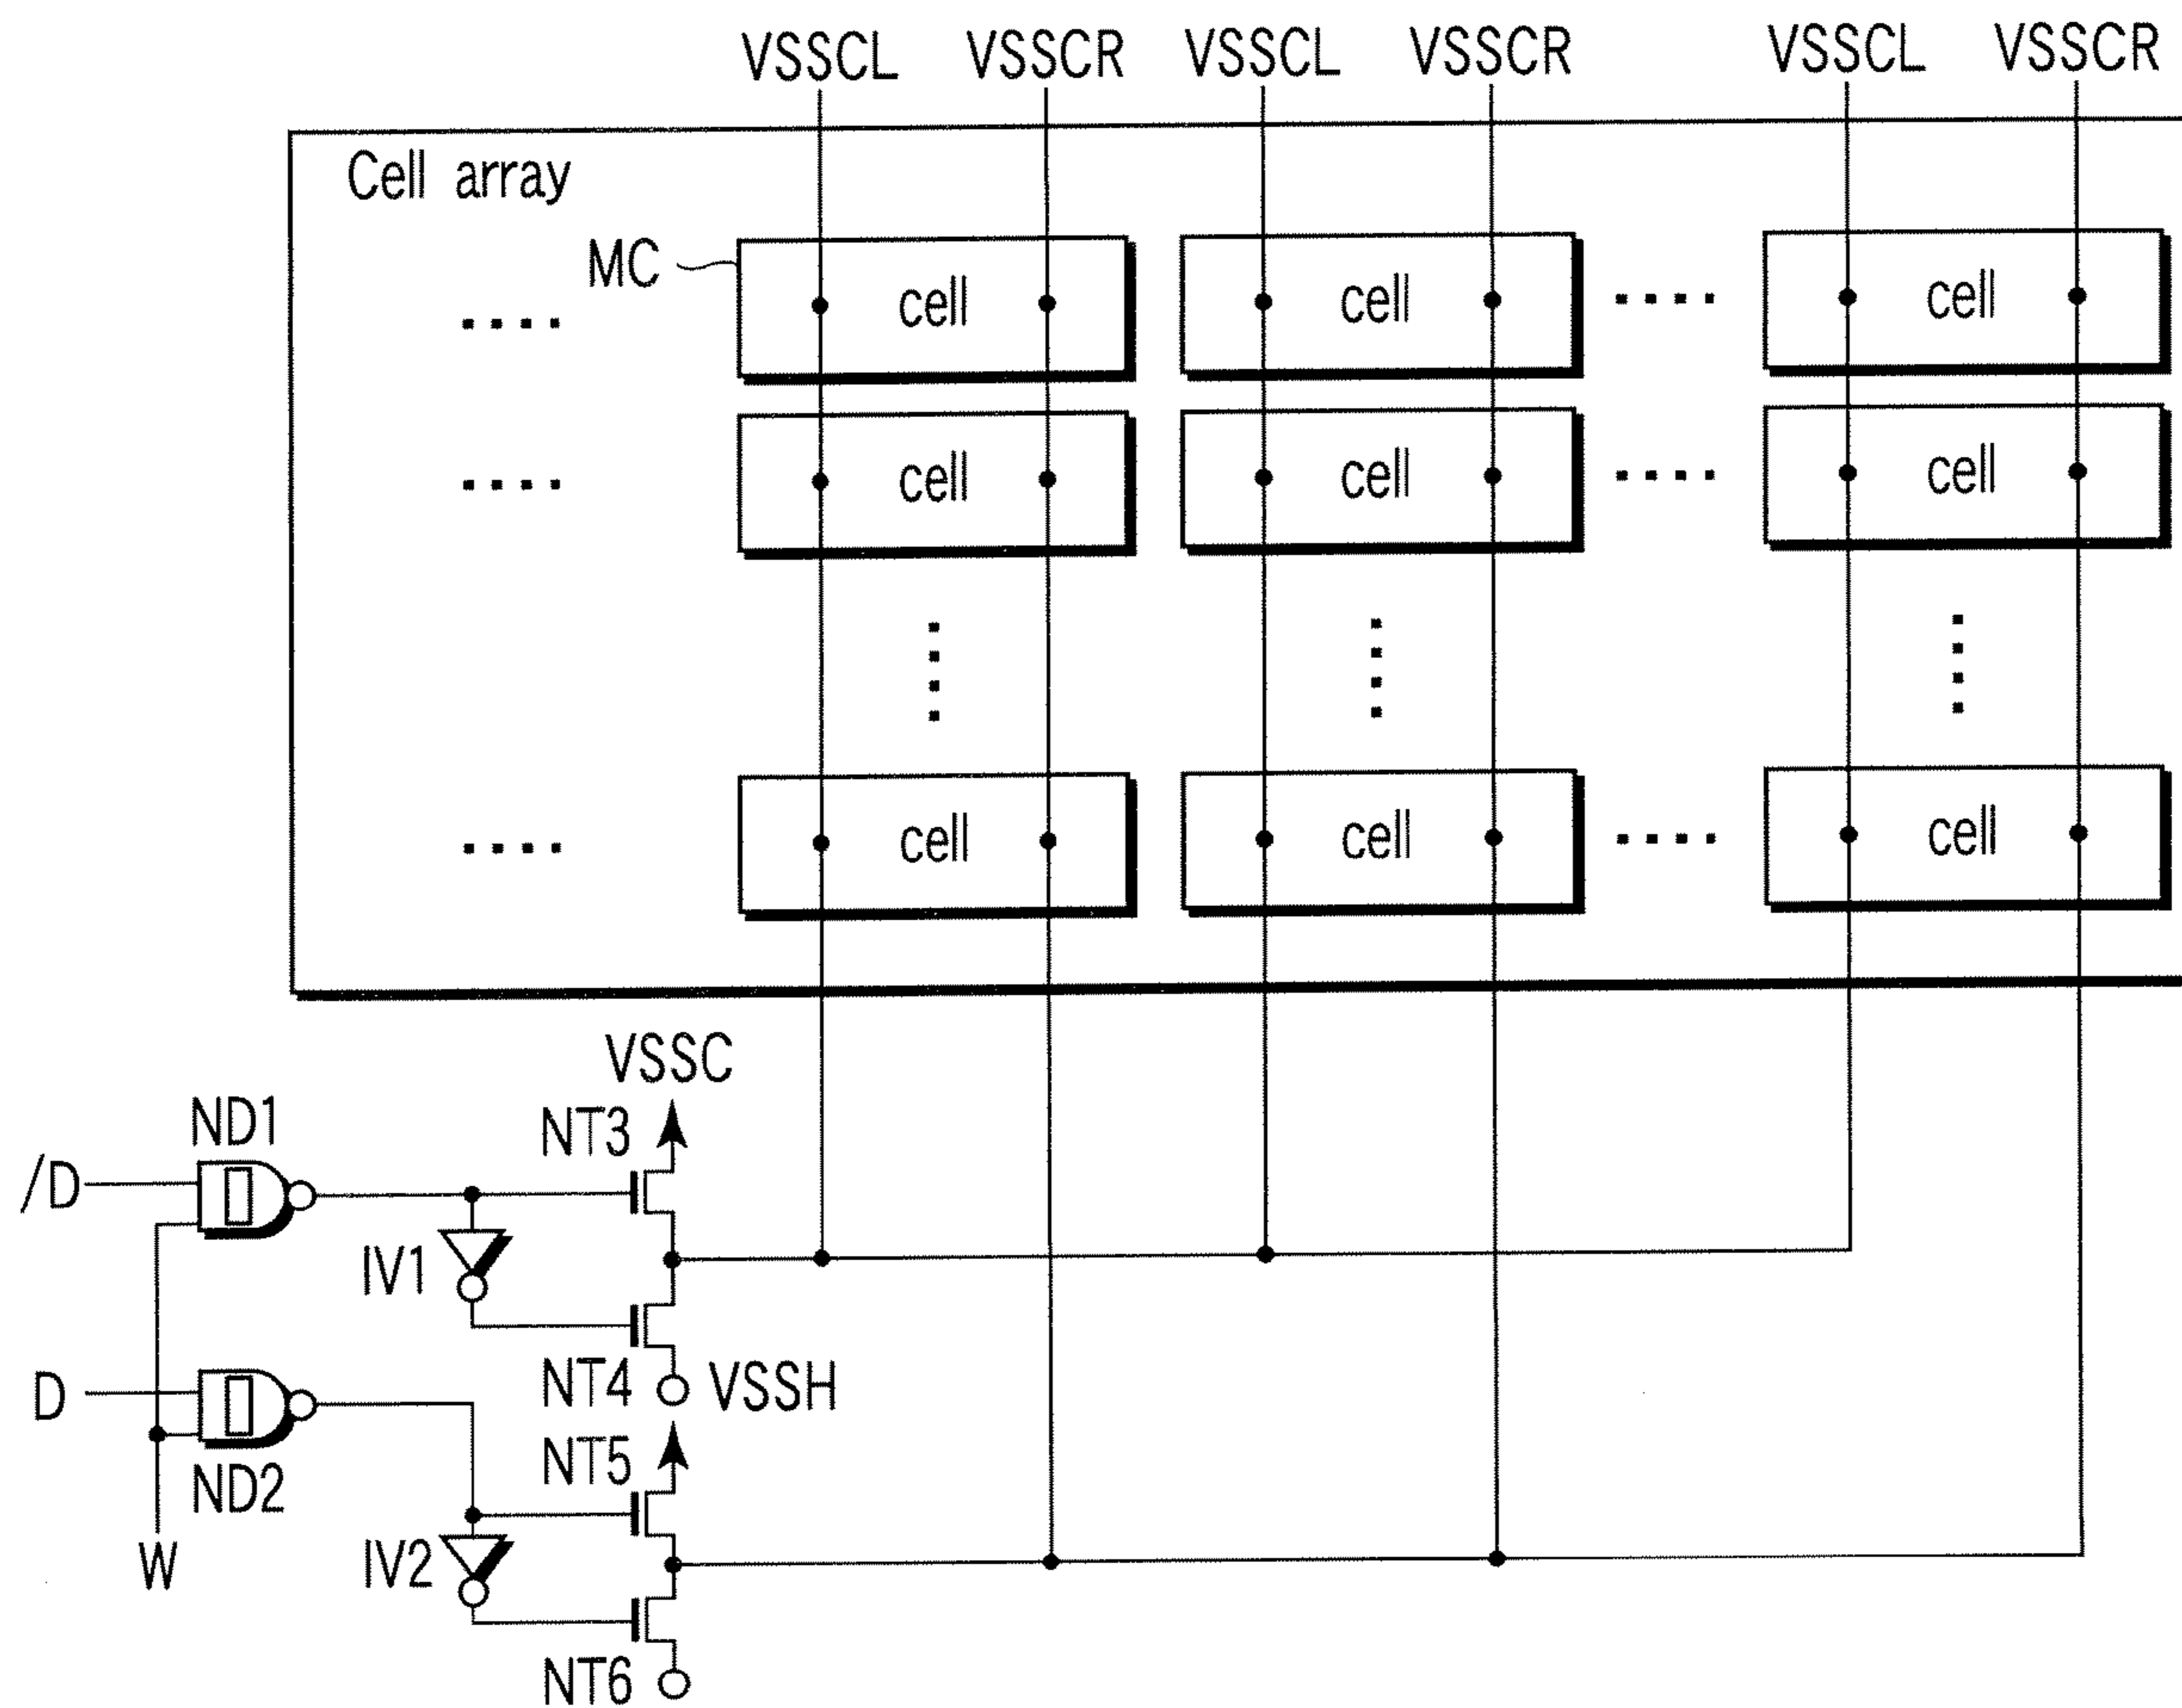 VSSCL VSSCR VSSCL VSSCR VSSCL VSSCR
Cell array
MC
cell cell cell
cell cell cell
cell cell cell
VSSC
ND1
NT3
/D
IV1
D
NT4 VSSH
NT5
ND2
W
IV2
NT6